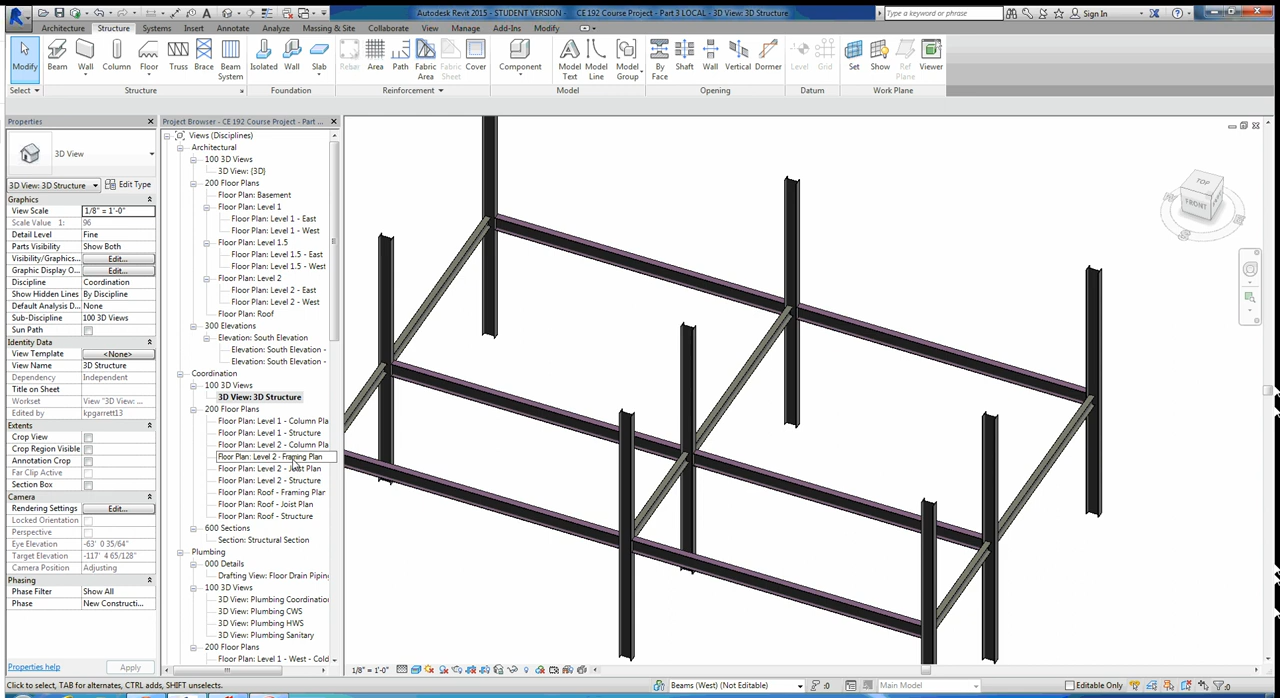 Autodesk Revit 2015 - STUDENT VERSION - CE 192 Course Project - Part 3 LOCAL - 3D View: 3D Structure
Type a keyword or phrase
Sign In
Architecture Structure Systems Insert Annotate Analyze Massing & Site Collaborate View Manage Add-Ins Modify
Modify Beam Wall Column Floor Truss Brace Beam System Isolated Wall Slab Rebar Area Path Fabric Area Fabric Sheet Cover Component Model Text Model Line Model Group By Face Shaft Wall Vertical Dormer Level Grid Set Show Ref Plane Viewer
Select Structure Foundation Reinforcement Model Opening Datum Work Plane
Properties
3D View
3D View: 3D Structure Edit Type
Graphics
View Scale 1/8" = 1'-0"
Scale Value 1: 96
Detail Level Fine
Parts Visibility Show Both
Visibility/Graphics... Edit...
Graphic Display O... Edit...
Discipline Coordination
Show Hidden Lines By Discipline
Default Analysis D... None
Sub-Discipline 100 3D Views
Sun Path
Identity Data
View Template <None>
View Name 3D Structure
Dependency Independent
Title on Sheet
Workset View "3D View: ...
Edited by kpgarrett13
Extents
Crop View
Crop Region Visible
Annotation Crop
Far Clip Active
Section Box
Camera
Rendering Settings Edit...
Locked Orientation
Perspective
Eye Elevation -63' 0 35/64"
Target Elevation -117' 4 65/128"
Camera Position Adjusting
Phasing
Phase Filter Show All
Phase New Constructi...
Properties help Apply
Project Browser - CE 192 Course Project - Part ...
Views (Disciplines)
Architectural
100 3D Views
3D View: {3D}
200 Floor Plans
Floor Plan: Basement
Floor Plan: Level 1
Floor Plan: Level 1 - East
Floor Plan: Level 1 - West
Floor Plan: Level 1.5
Floor Plan: Level 1.5 - East
Floor Plan: Level 1.5 - West
Floor Plan: Level 2
Floor Plan: Level 2 - East
Floor Plan: Level 2 - West
Floor Plan: Roof
300 Elevations
Elevation: South Elevation
Elevation: South Elevation -
Elevation: South Elevation -
Coordination
100 3D Views
3D View: 3D Structure
200 Floor Plans
Floor Plan: Level 1 - Column Pla
Floor Plan: Level 1 - Structure
Floor Plan: Level 2 - Column Pla
Floor Plan: Level 2 - Framing Plan
Floor Plan: Level 2 - Joist Plan
Floor Plan: Level 2 - Structure
Floor Plan: Roof - Framing Plar
Floor Plan: Roof - Joist Plan
Floor Plan: Roof - Structure
600 Sections
Section: Structural Section
Plumbing
000 Details
Drafting View: Floor Drain Piping
100 3D Views
3D View: Plumbing Coordination
3D View: Plumbing CWS
3D View: Plumbing HWS
3D View: Plumbing Sanitary
200 Floor Plans
Floor Plan: Level 1 - West - Cold
TOP
FRONT
1/8" = 1'-0"
Click to select, TAB for alternates, CTRL adds, SHIFT unselects.
Beams (West) (Not Editable) :0 Main Model Editable Only :0